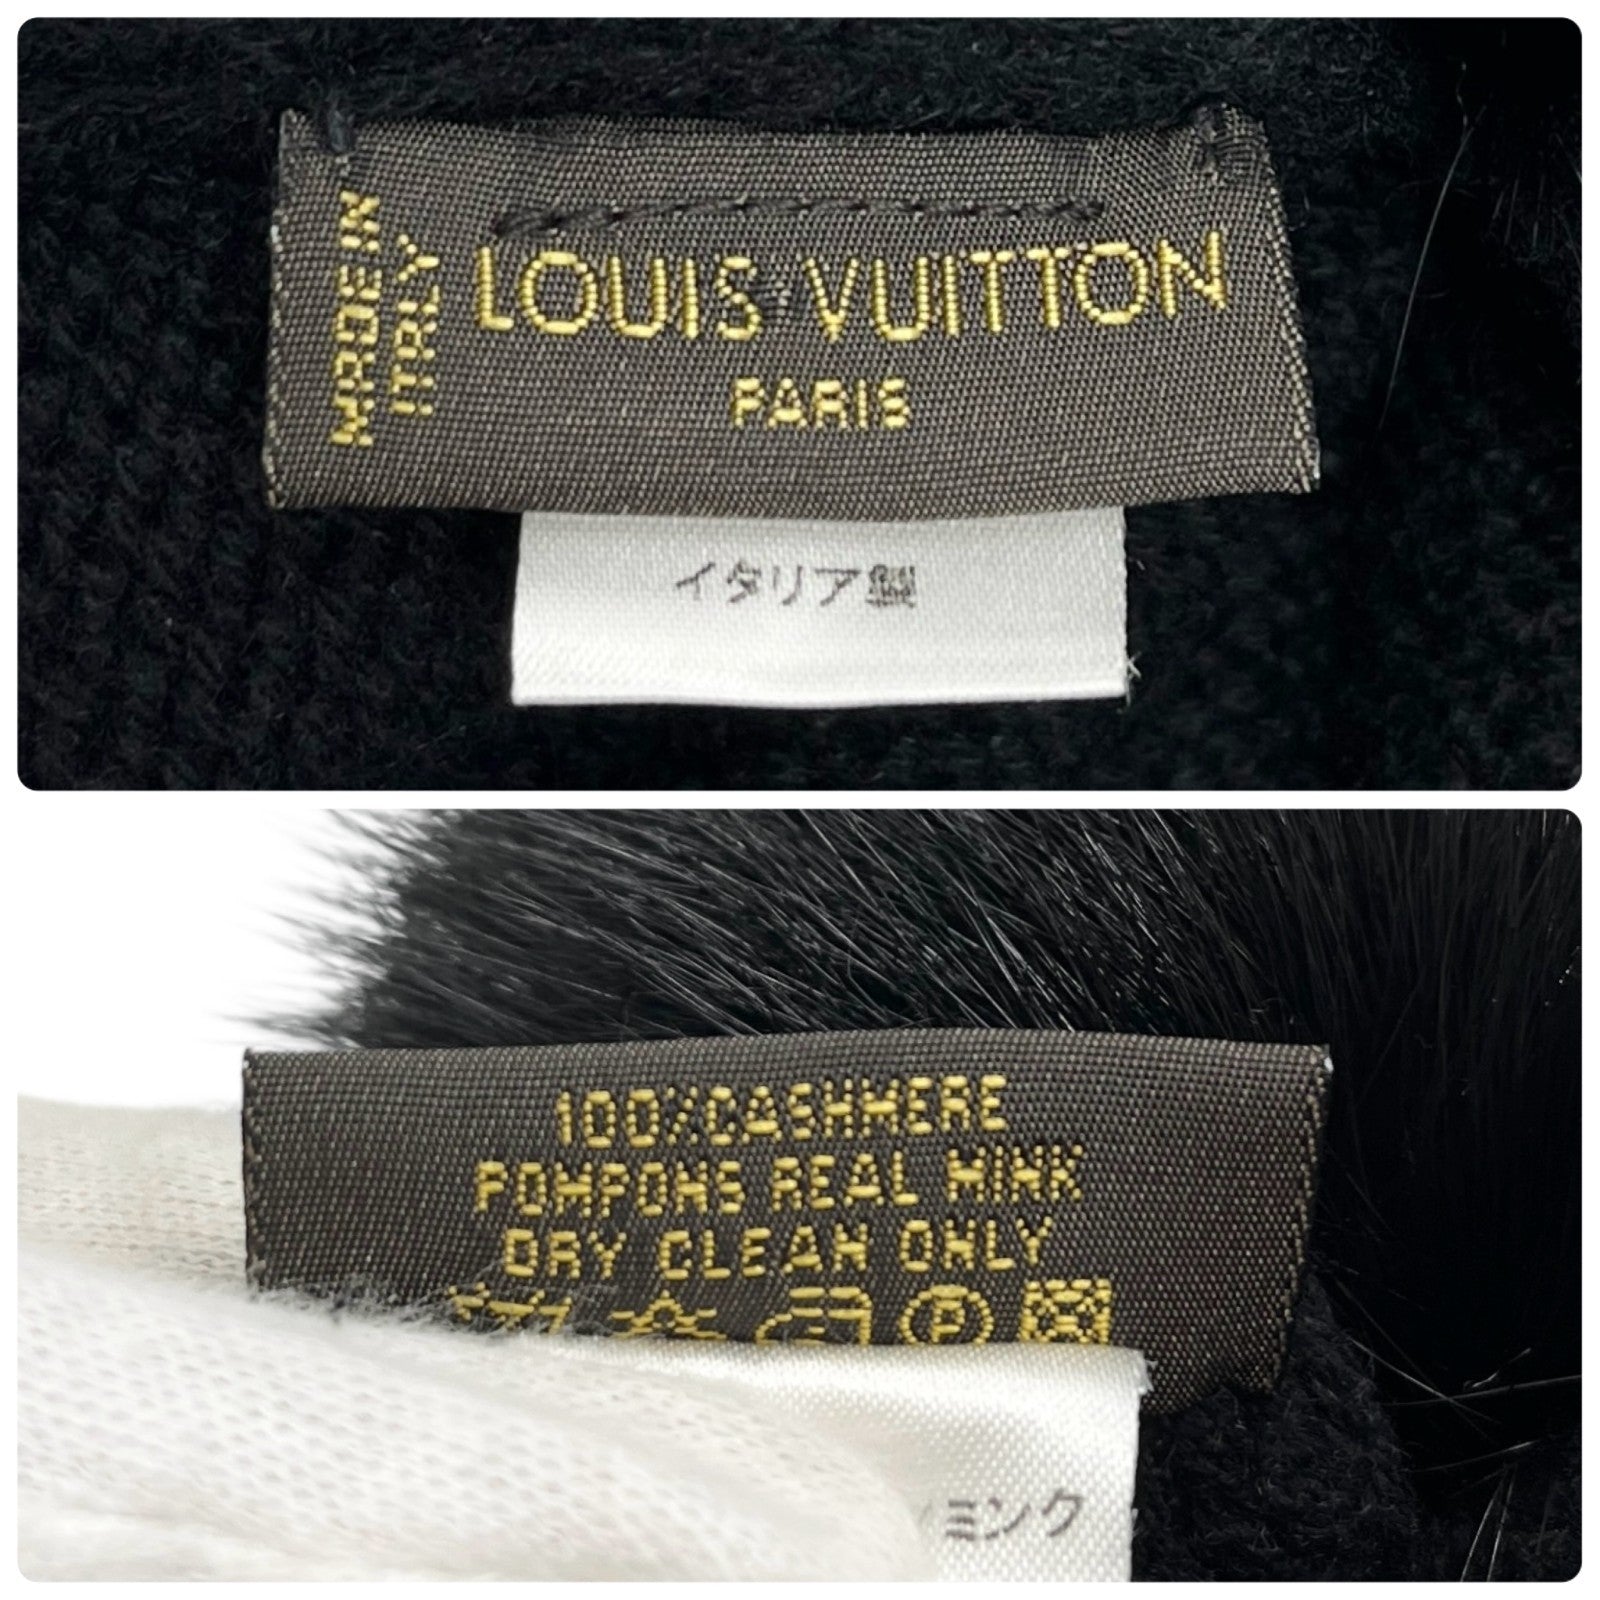 MADE IN
ITALY
LOUIS VUITTON
PARIS
イタリア製
100%CASHMERE
POMPONS REAL MINK
DRY CLEAN ONLY
ミンク